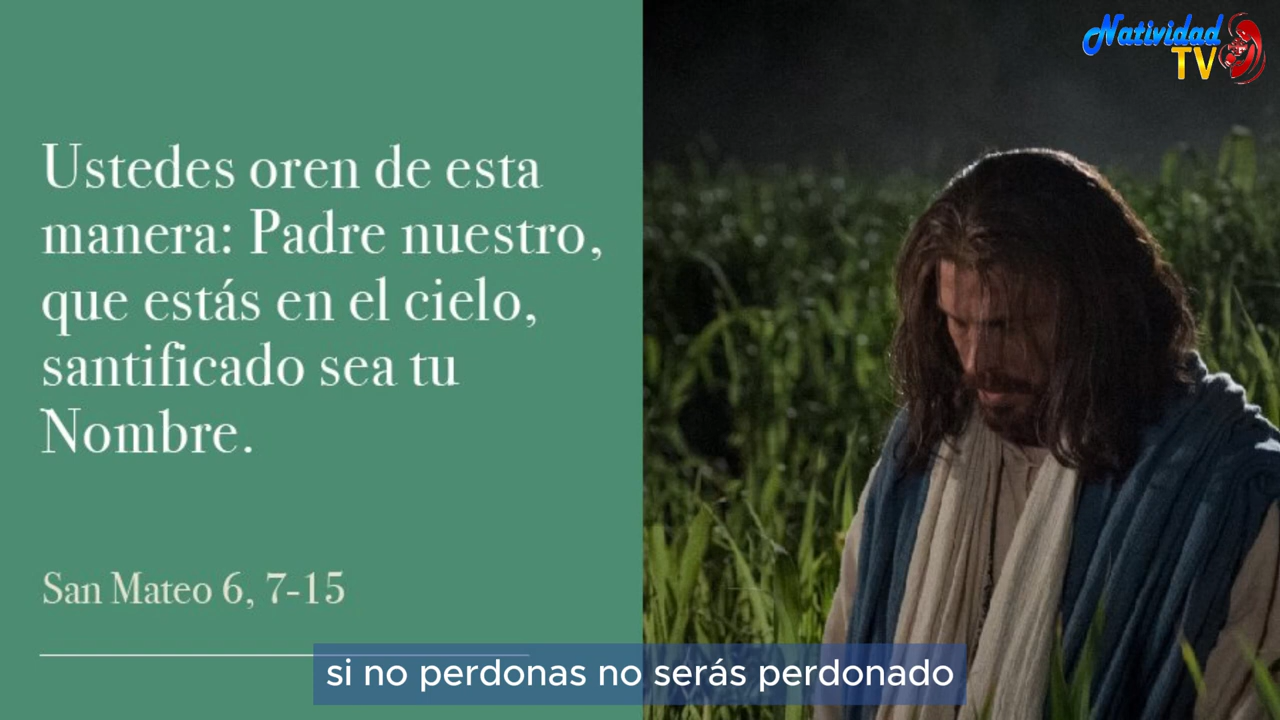 Natividad
TV
Ustedes oren de esta
manera: Padre nuestro,
que estás en el cielo,
santificado sea tu
Nombre.
San Mateo 6, 7-15
si no perdonas no serás perdonado